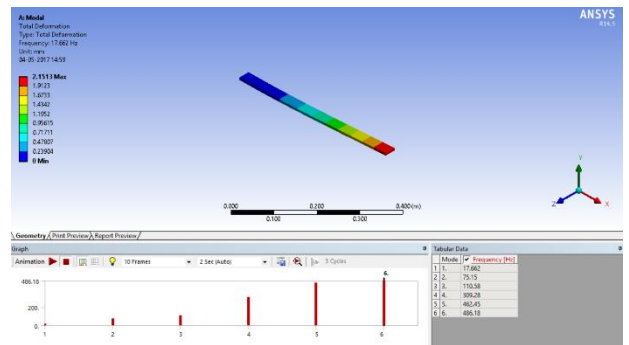 A: Modal
Total Deformation
Type: Total Deformation
Frequency: 17.662 Hz
Unit: mm
04-05-2017 14:59
2.1513 Max
1.9123
1.6733
1.4342
1.1952
0.95615
0.71711
0.47807
0.23904
0 Min
ANSYS
R14.5
0.000 0.200 0.400 (m)
0.100 0.300
Y
Z X
Geometry Print Preview Report Preview
Graph
Animation 10 Frames 2 Sec (Auto) 3 Cycles
486.18
200.
0.
6.
1 2 3 4 5 6
Tabular Data
Mode Frequency [Hz]
1 1. 17.662
2 2. 75.15
3 3. 110.58
4 4. 309.28
5 5. 462.45
6 6. 486.18